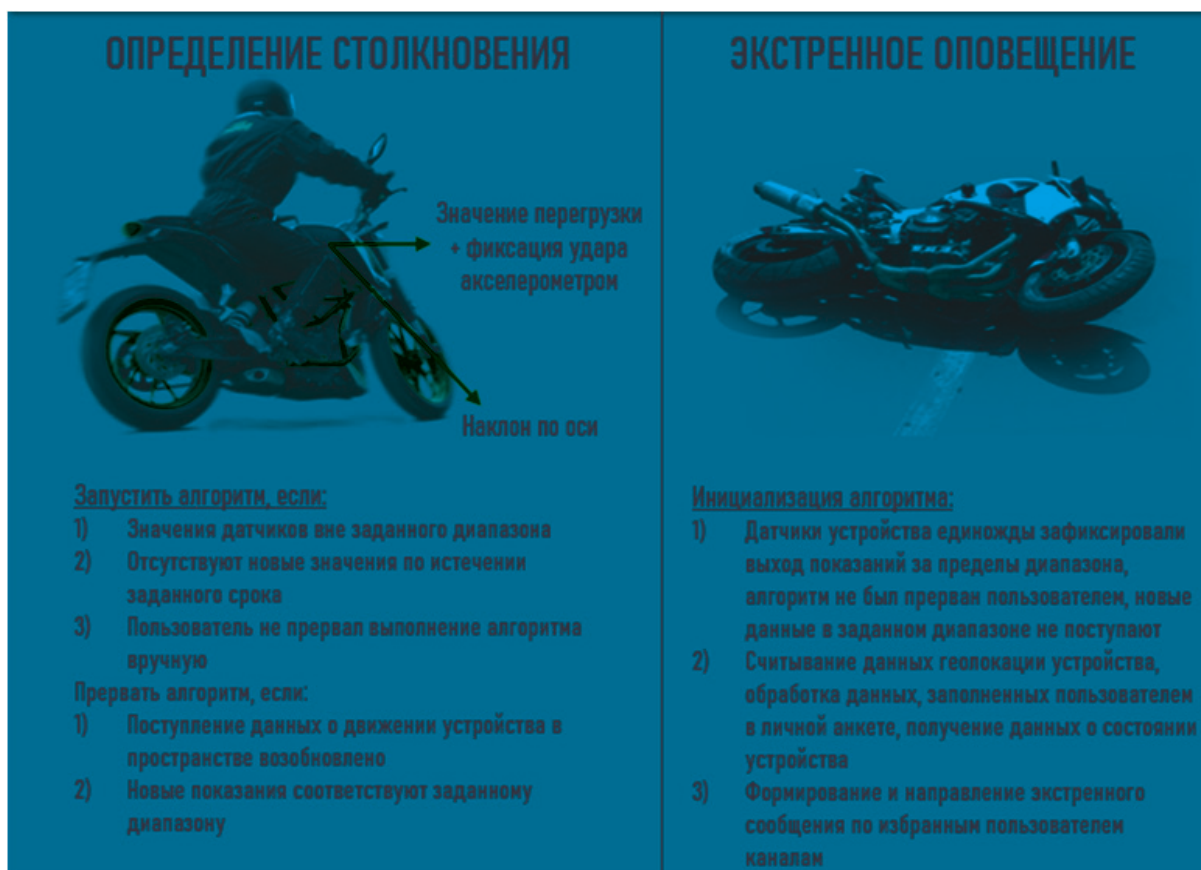 ОПРЕДЕЛЕНИЕ СТОЛКНОВЕНИЯ
Значение перегрузки
+ фиксация удара
акселерометром
Наклон по оси
Запустить алгоритм, если:
1) Значения датчиков вне заданного диапазона
2) Отсутствуют новые значения по истечении
заданного срока
3) Пользователь не прервал выполнение алгоритма
вручную
Прервать алгоритм, если:
1) Поступление данных о движении устройства в
пространстве возобновлено
2) Новые показания соответствуют заданному
диапазону
ЭКСТРЕННОЕ ОПОВЕЩЕНИЕ
Инициализация алгоритма:
1) Датчики устройства единожды зафиксировали
выход показаний за пределы диапазона,
алгоритм не был прерван пользователем, новые
данные в заданном диапазоне не поступают
2) Считывание данных геолокации устройства,
обработка данных, заполненных пользователем
в личной анкете, получение данных о состоянии
устройства
3) Формирование и направление экстренного
сообщения по избранным пользователем
каналам